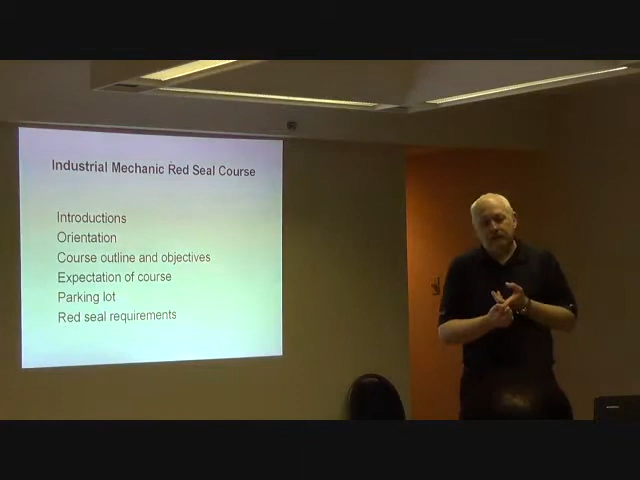 Industrial Mechanic Red Seal Course
Introductions
Orientation
Course outline and objectives
Expectation of course
Parking lot
Red seal requirements